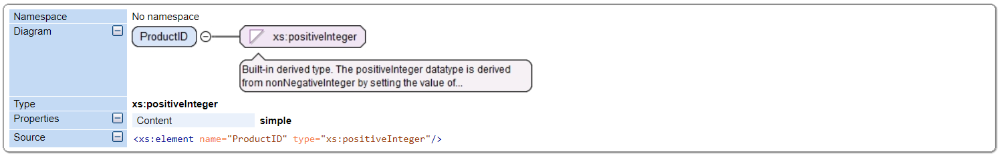 Namespace No namespace
Diagram
ProductID xs:positiveInteger
Built-in derived type. The positiveInteger datatype is derived
from nonNegativeInteger by setting the value of...
Type xs:positiveInteger
Properties Content simple
Source <xs:element name="ProductID" type="xs:positiveInteger"/>